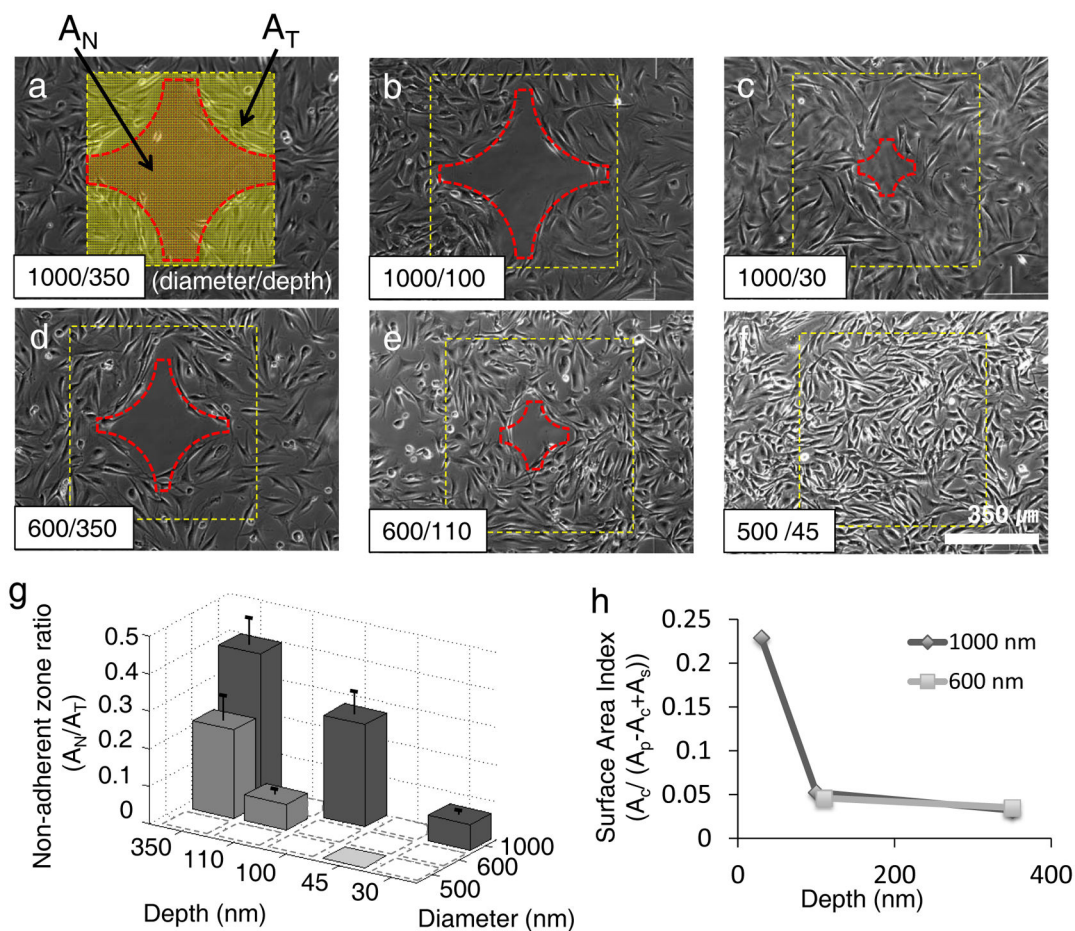 A_N A_T
a b c
1000/350 (diameter/depth) 1000/100 1000/30
d e f
600/350 600/110 500 /45 350 µm
g
Non-adherent zone ratio
(A_N/A_T)
0.5
0.4
0.3
0.2
0.1
0
350
110
100
45
30
Depth (nm)
1000
600
500
Diameter (nm)
h
Surface Area Index
(A_c/ (A_p-A_c+A_s))
0.25
0.2
0.15
0.1
0.05
0
0 200 400
Depth (nm)
1000 nm
600 nm